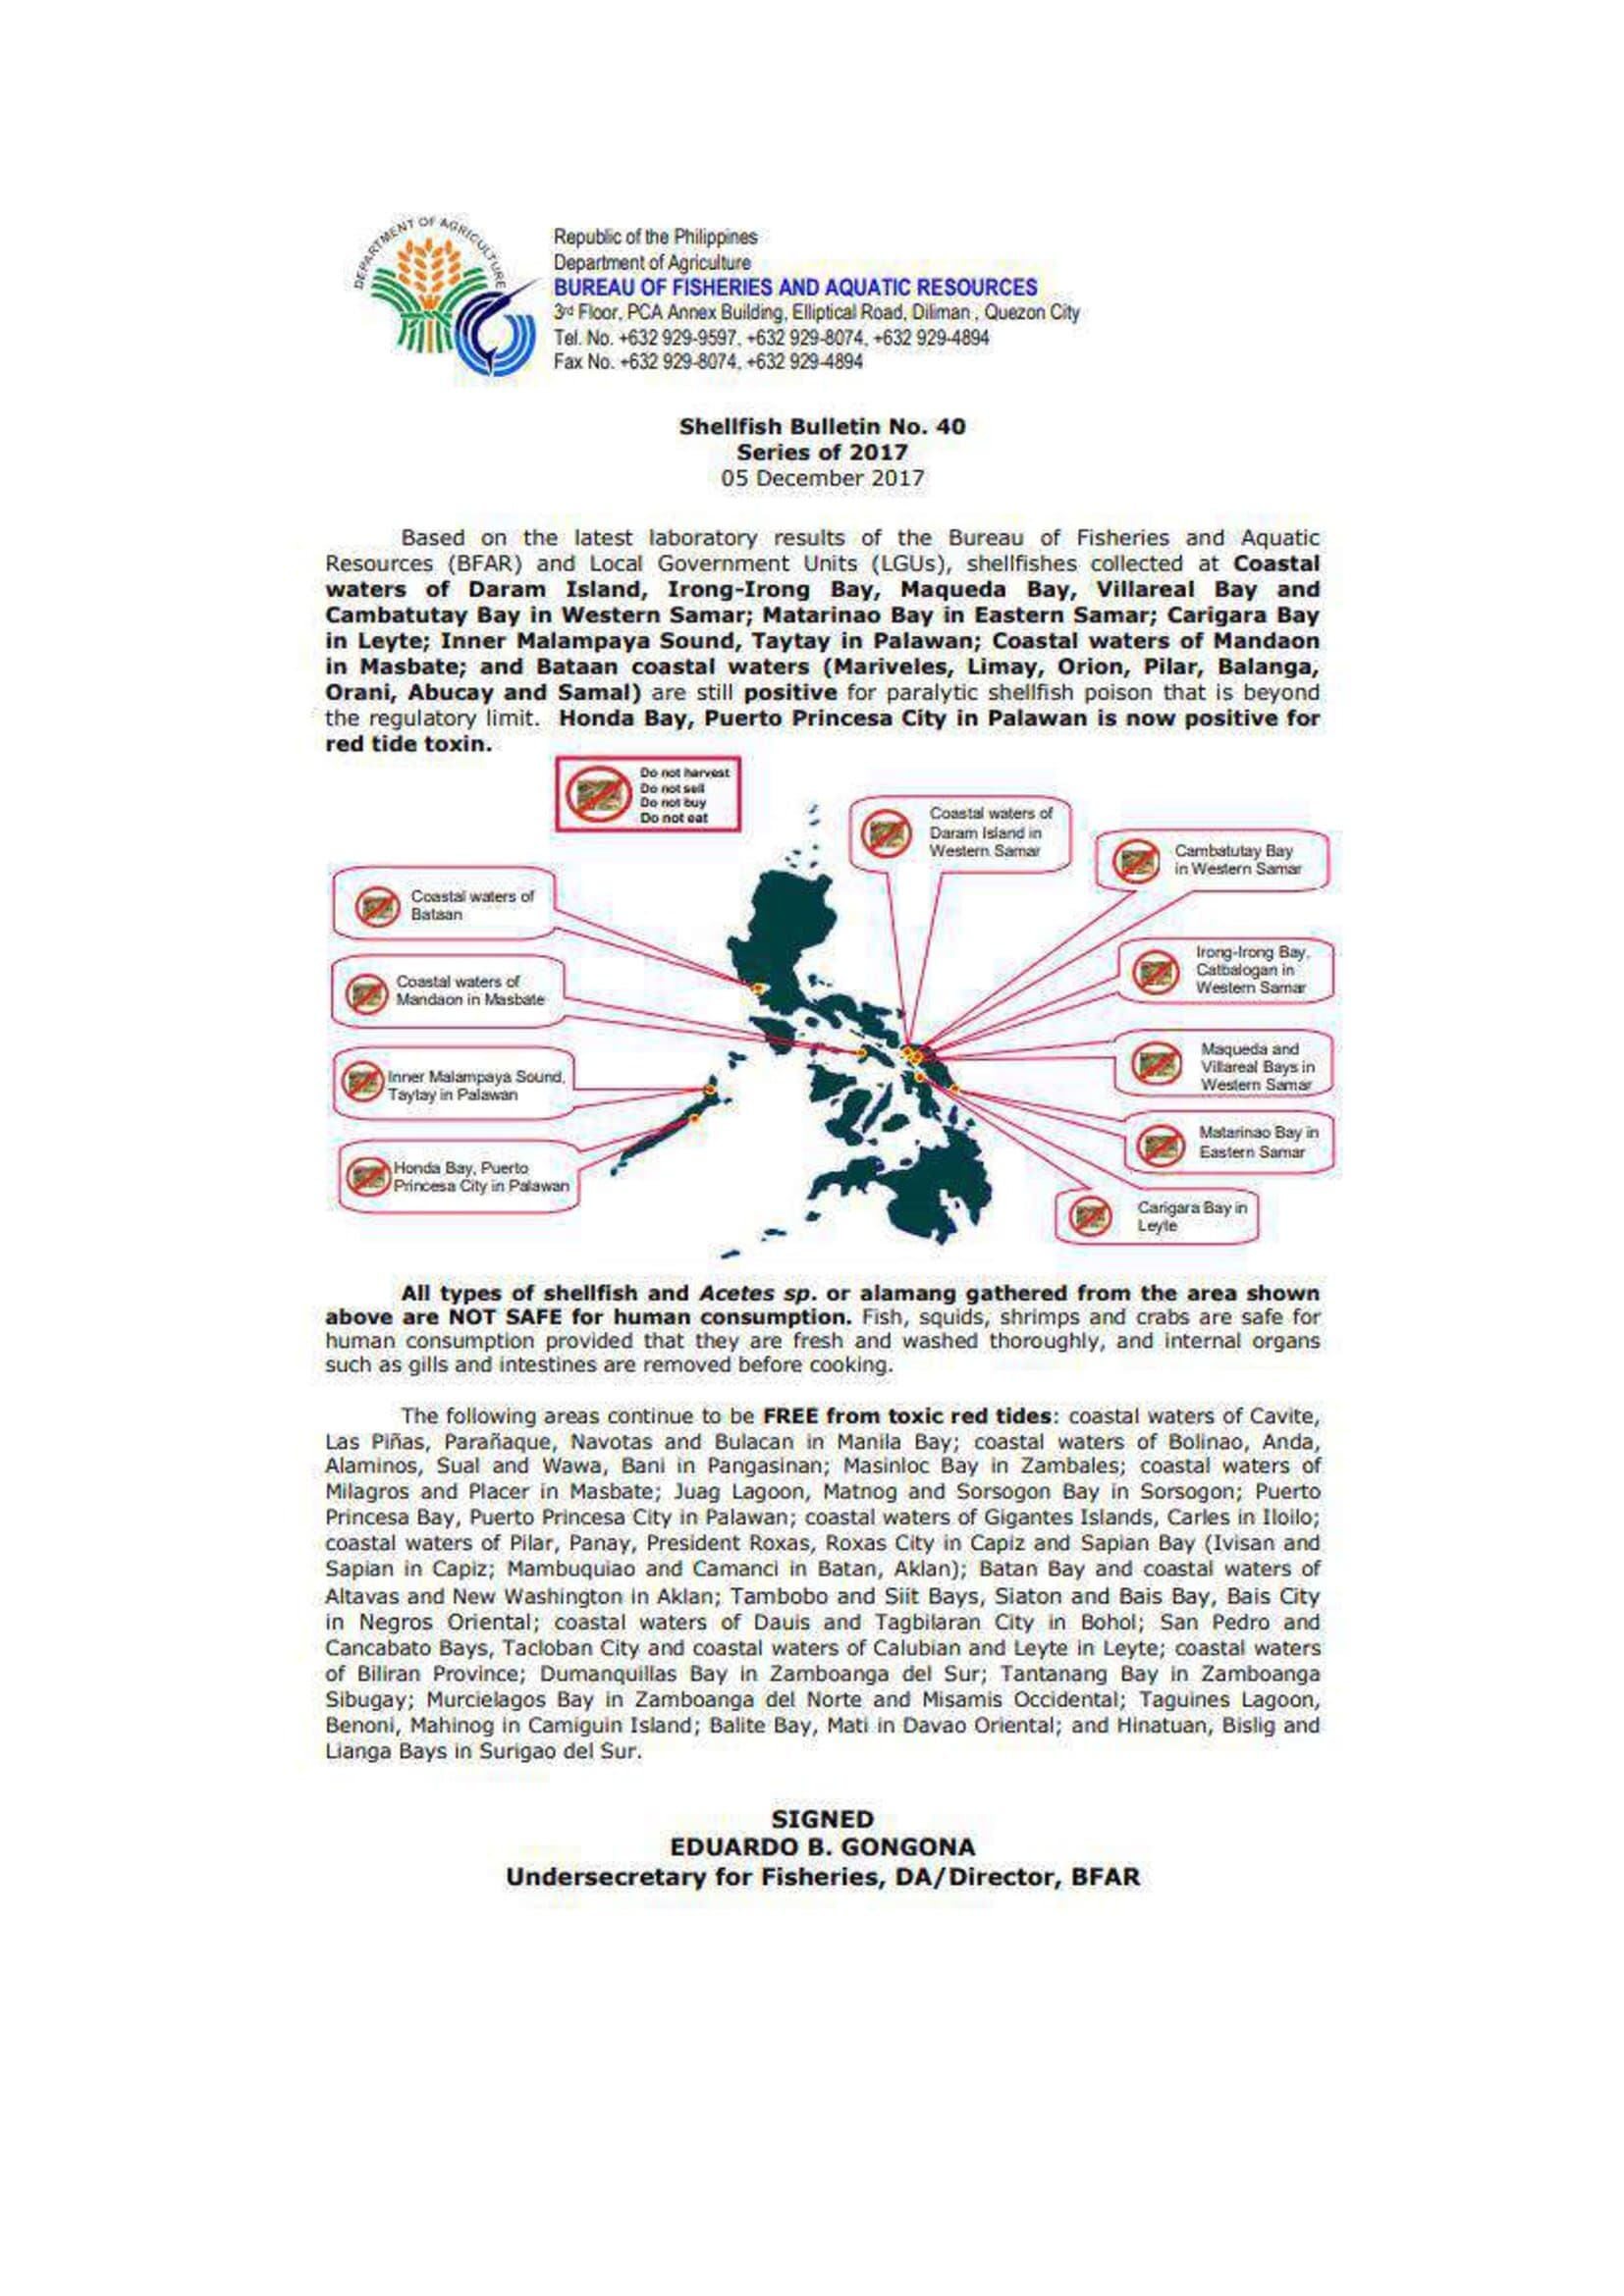 DEPARTMENT OF AGRICULTURE
Republic of the Philippines
Department of Agriculture
BUREAU OF FISHERIES AND AQUATIC RESOURCES
3rd Floor, PCA Annex Building, Elliptical Road, Diliman , Quezon City
Tel. No. +632 929-9597, +632 929-8074, +632 929-4894
Fax No. +632 929-8074, +632 929-4894
Shellfish Bulletin No. 40
Series of 2017
05 December 2017
Based on the latest laboratory results of the Bureau of Fisheries and Aquatic
Resources (BFAR) and Local Government Units (LGUs), shellfishes collected at Coastal
waters of Daram Island, Irong-Irong Bay, Maqueda Bay, Villareal Bay and
Cambatutay Bay in Western Samar; Matarinao Bay in Eastern Samar; Carigara Bay
in Leyte; Inner Malampaya Sound, Taytay in Palawan; Coastal waters of Mandaon
in Masbate; and Bataan coastal waters (Mariveles, Limay, Orion, Pilar, Balanga,
Orani, Abucay and Samal) are still positive for paralytic shellfish poison that is beyond
the regulatory limit. Honda Bay, Puerto Princesa City in Palawan is now positive for
red tide toxin.
Do not harvest
Do not sell
Do not buy
Do not eat
Coastal waters of
Daram Island in
Western Samar
Cambatutay Bay
in Western Samar
Coastal waters of
Bataan
Irong-Irong Bay,
Catbalogan in
Western Samar
Coastal waters of
Mandaon in Masbate
Maqueda and
Villareal Bays in
Western Samar
Inner Malampaya Sound,
Taytay in Palawan
Matarinao Bay in
Eastern Samar
Honda Bay, Puerto
Princesa City in Palawan
Carigara Bay in
Leyte
All types of shellfish and Acetes sp. or alamang gathered from the area shown
above are NOT SAFE for human consumption. Fish, squids, shrimps and crabs are safe for
human consumption provided that they are fresh and washed thoroughly, and internal organs
such as gills and intestines are removed before cooking.
The following areas continue to be FREE from toxic red tides: coastal waters of Cavite,
Las Piñas, Parañaque, Navotas and Bulacan in Manila Bay; coastal waters of Bolinao, Anda,
Alaminos, Sual and Wawa, Bani in Pangasinan; Masinloc Bay in Zambales; coastal waters of
Milagros and Placer in Masbate; Juag Lagoon, Matnog and Sorsogon Bay in Sorsogon; Puerto
Princesa Bay, Puerto Princesa City in Palawan; coastal waters of Gigantes Islands, Carles in Iloilo;
coastal waters of Pilar, Panay, President Roxas, Roxas City in Capiz and Sapian Bay (Ivisan and
Sapian in Capiz; Mambuquiao and Camanci in Batan, Aklan); Batan Bay and coastal waters of
Altavas and New Washington in Aklan; Tambobo and Siit Bays, Siaton and Bais Bay, Bais City
in Negros Oriental; coastal waters of Dauis and Tagbilaran City in Bohol; San Pedro and
Cancabato Bays, Tacloban City and coastal waters of Calubian and Leyte in Leyte; coastal waters
of Biliran Province; Dumanquillas Bay in Zamboanga del Sur; Tantanang Bay in Zamboanga
Sibugay; Murcielagos Bay in Zamboanga del Norte and Misamis Occidental; Taguines Lagoon,
Benoni, Mahinog in Camiguin Island; Balite Bay, Mati in Davao Oriental; and Hinatuan, Bislig and
Lianga Bays in Surigao del Sur.
SIGNED
EDUARDO B. GONGONA
Undersecretary for Fisheries, DA/Director, BFAR